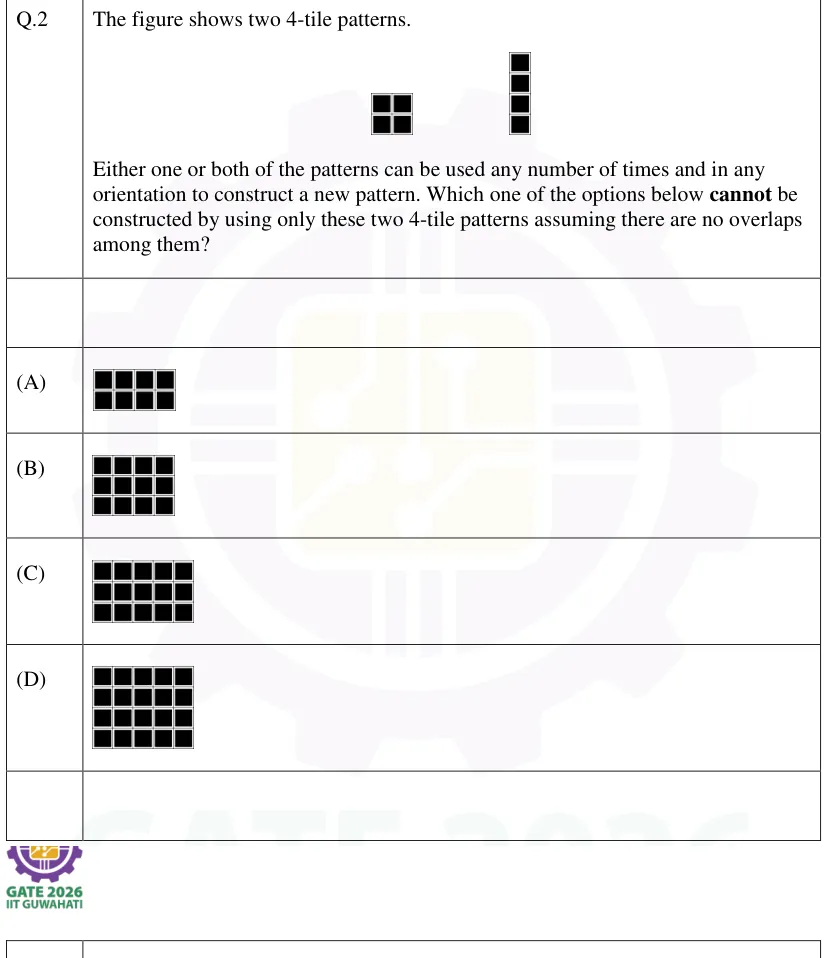 Q.2 The figure shows two 4-tile patterns.
Either one or both of the patterns can be used any number of times and in any
orientation to construct a new pattern. Which one of the options below cannot be
constructed by using only these two 4-tile patterns assuming there are no overlaps
among them?
(A)
(B)
(C)
(D)
GATE 2026
GATE 2026
IIT GUWAHATI